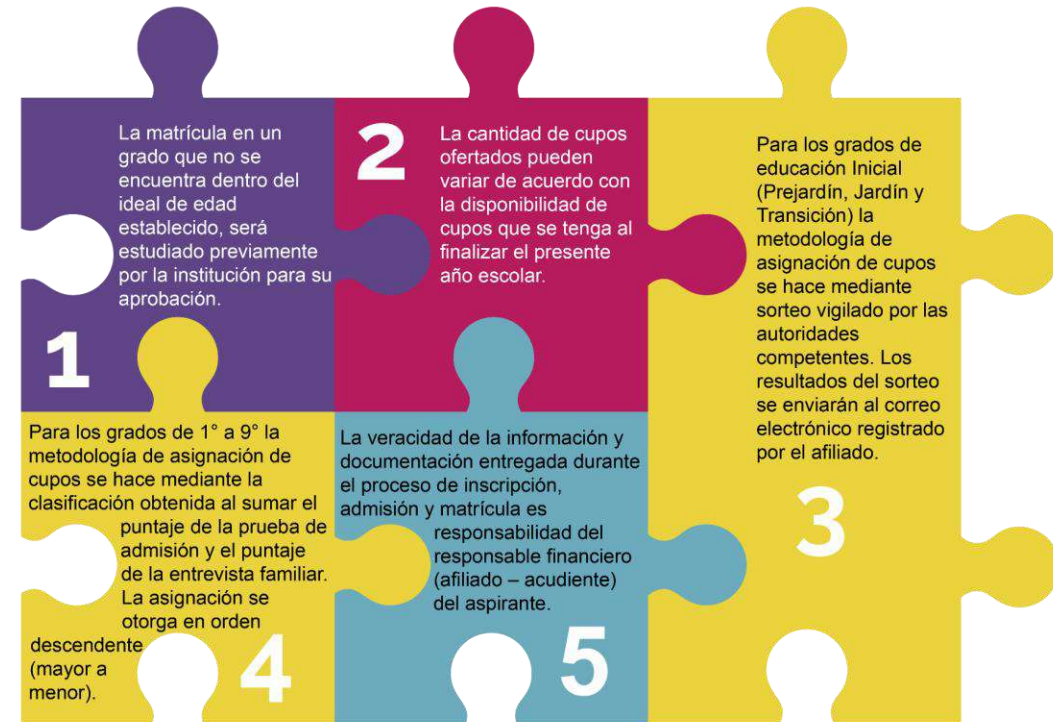 La matrícula en un
grado que no se
encuentra dentro del
ideal de edad
establecido, será
estudiado previamente
por la institución para su
aprobación.
1
2
La cantidad de cupos
ofertados pueden
variar de acuerdo con
la disponibilidad de
cupos que se tenga al
finalizar el presente
año escolar.
Para los grados de
educación Inicial
(Prejardín, Jardín y
Transición) la
metodología de
asignación de cupos
se hace mediante
sorteo vigilado por las
autoridades
competentes. Los
resultados del sorteo
se enviarán al correo
electrónico registrado
por el afiliado.
3
Para los grados de 1° a 9° la
metodología de asignación de
cupos se hace mediante la
clasificación obtenida al sumar el
puntaje de la prueba de
admisión y el puntaje
de la entrevista familiar.
La asignación se
otorga en orden
descendente
(mayor a
menor).
4
La veracidad de la información y
documentación entregada durante
el proceso de inscripción,
admisión y matrícula es
responsabilidad del
responsable financiero
(afiliado – acudiente)
del aspirante.
5